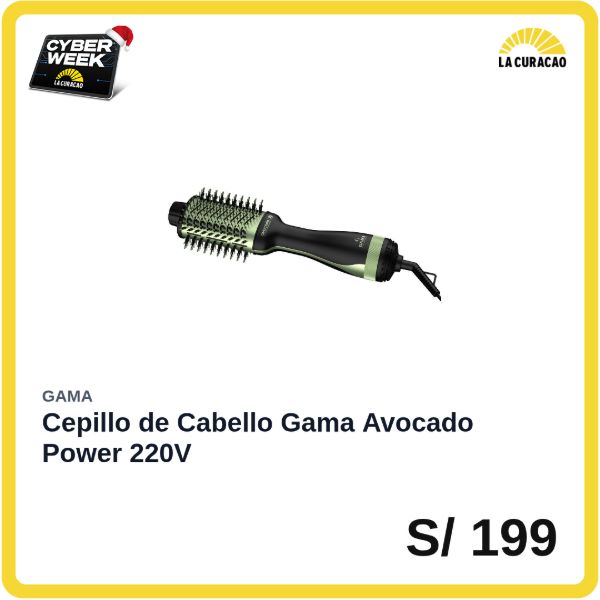 CYBER
WEEK
LA CURACAO
LA CURACAO
GAMA
Cepillo de Cabello Gama Avocado
Power 220V
S/ 199